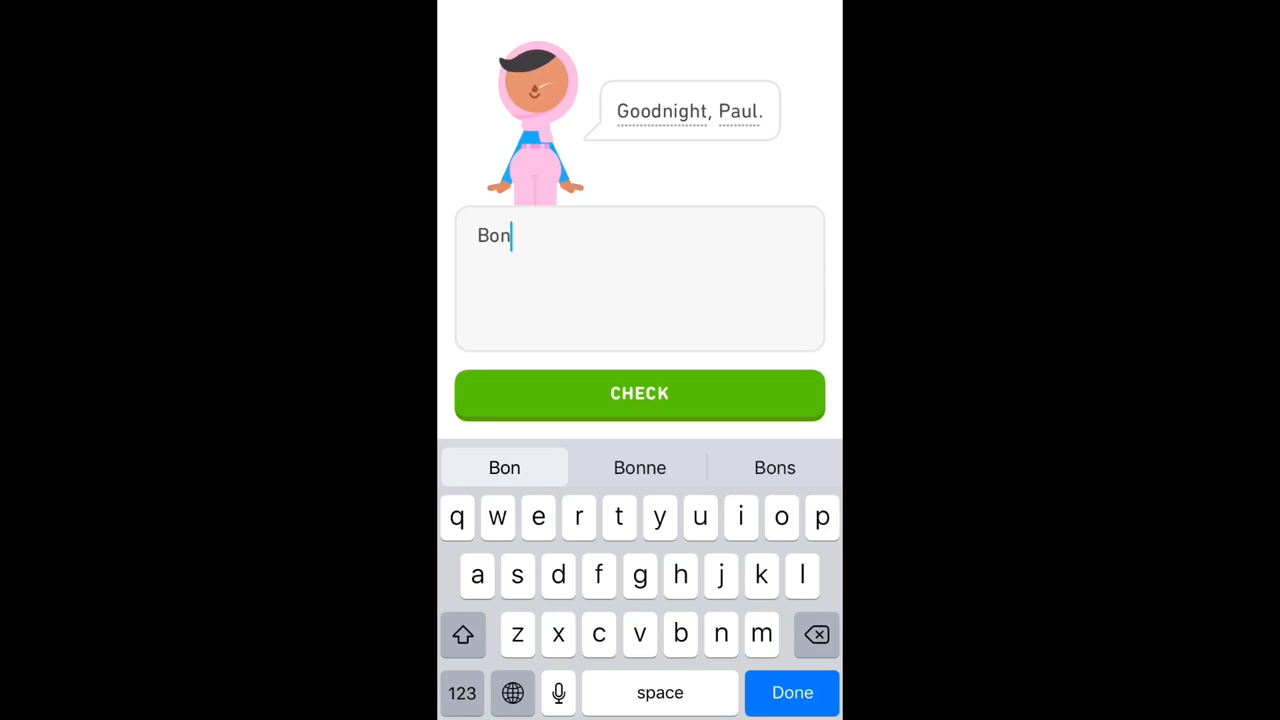 Goodnight, Paul.
Bon
CHECK
Bon Bonne Bons
q w e r t y u i o p
a s d f g h j k l
z x c v b n m
123 space Done